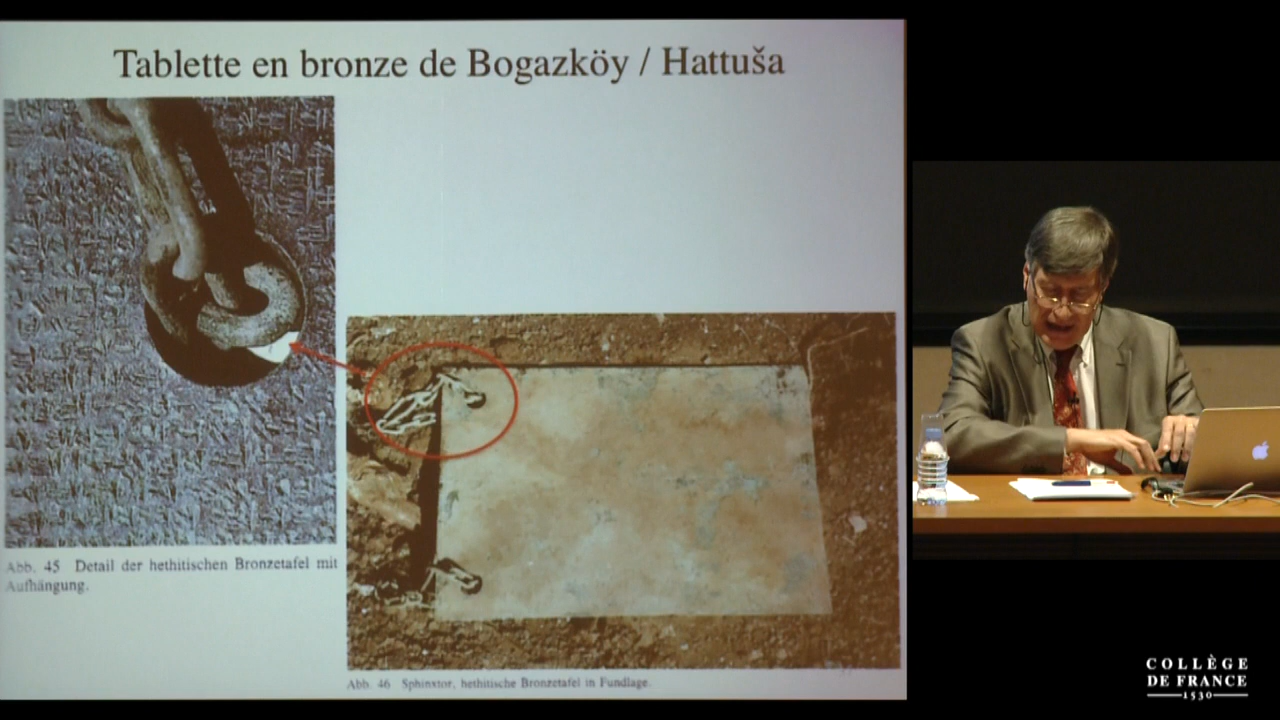 Tablette en bronze de Bogazköy / Hattuša
Abb. 45 Detail der hethitischen Bronzetafel mit
Aufhängung.
Abb. 46 Sphinxtor, hethitische Bronzetafel in Fundlage.
COLLÈGE
DE FRANCE
1530